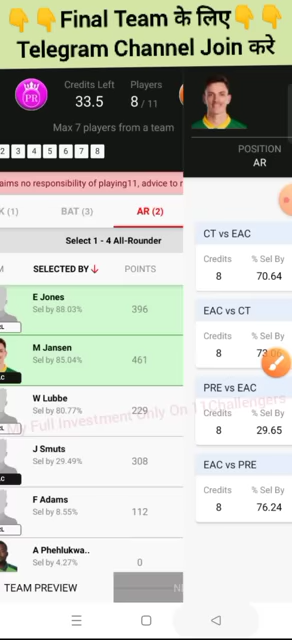 👇👇Final Team के लिए👇👇
Telegram Channel Join करे
PR
Credits Left
Players
33.5
8 / 11
Max 7 players from a team
2 3 4 5 6 7 8
aims no responsibility of playing11, advice to r
K (1)
BAT (3)
AR (2)
Select 1 - 4 All-Rounder
M
SELECTED BY
POINTS
E Jones
Sel by 88.03%
396
M Jansen
Sel by 85.04%
461
W Lubbe
Sel by 80.77%
229
My Full Investment Only On 11Challengers
J Smuts
Sel by 29.49%
308
F Adams
Sel by 8.55%
112
A Phehlukwa..
Sel by 4.27%
0
TEAM PREVIEW
POSITION
AR
CT vs EAC
Credits
% Sel By
8
70.64
EAC vs CT
Credits
% Sel By
8
PRE vs EAC
Credits
% Sel By
8
29.65
EAC vs PRE
Credits
% Sel By
8
76.24